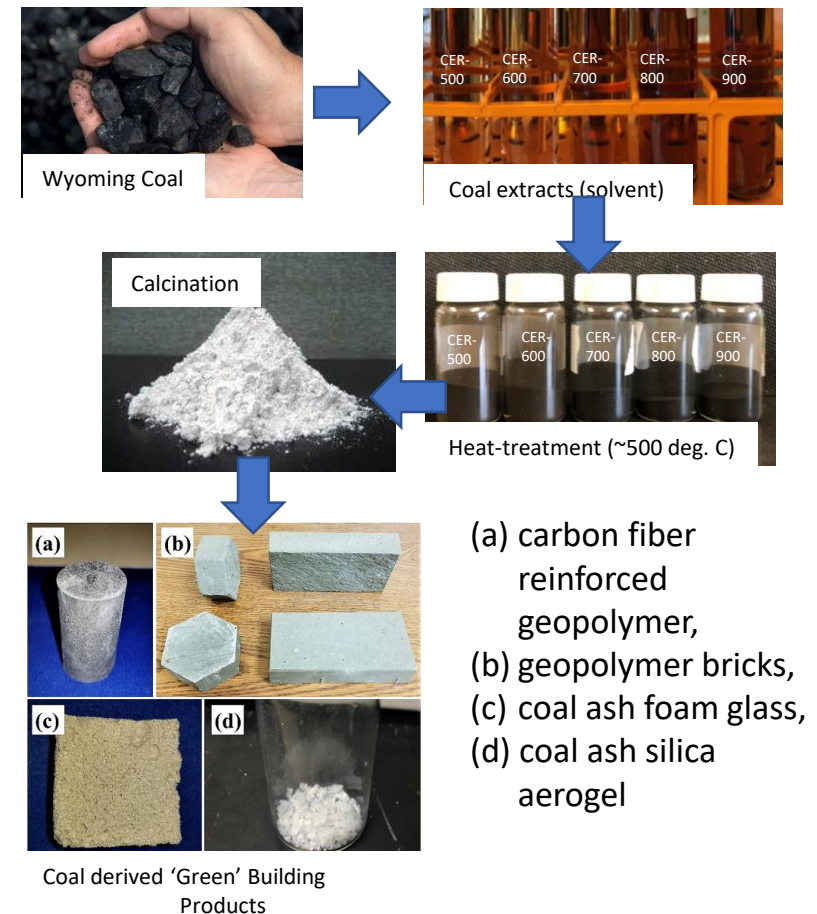 Wyoming Coal
CER-
500
CER-
600
CER-
700
CER-
800
CER-
900
Coal extracts (solvent)
Calcination
CER-
500
CER-
600
CER-
700
CER-
800
CER-
900
Heat-treatment (~500 deg. C)
(a)
(b)
(c)
(d)
(a) carbon fiber
reinforced
geopolymer,
(b) geopolymer bricks,
(c) coal ash foam glass,
(d) coal ash silica
aerogel
Coal derived ‘Green’ Building
Products